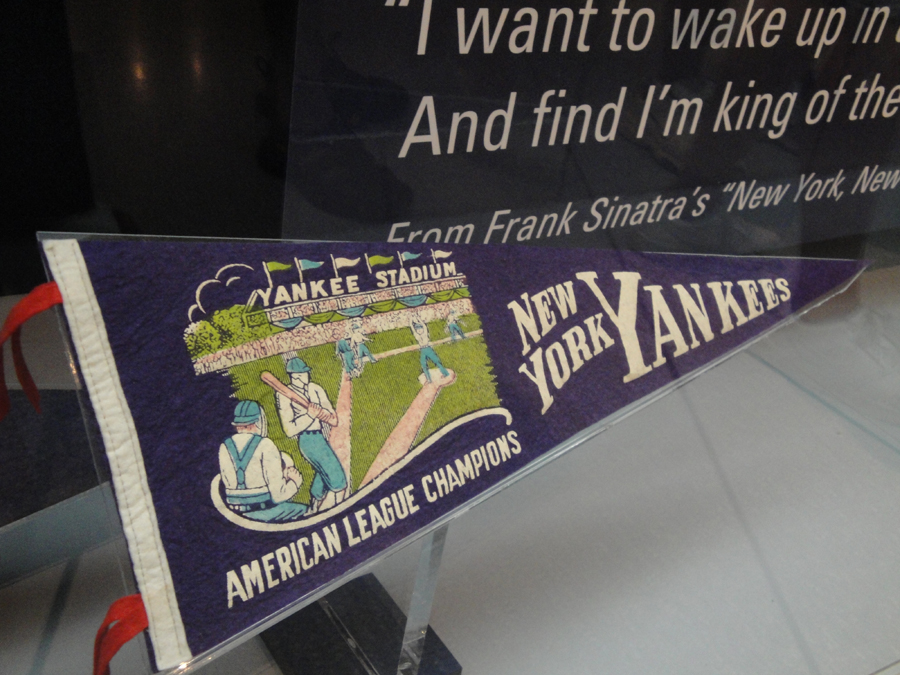 "I want to wake up in
And find I'm king of the
From Frank Sinatra's "New York, New
YANKEE STADIUM
NEW
YORK
YANKEES
AMERICAN LEAGUE CHAMPIONS